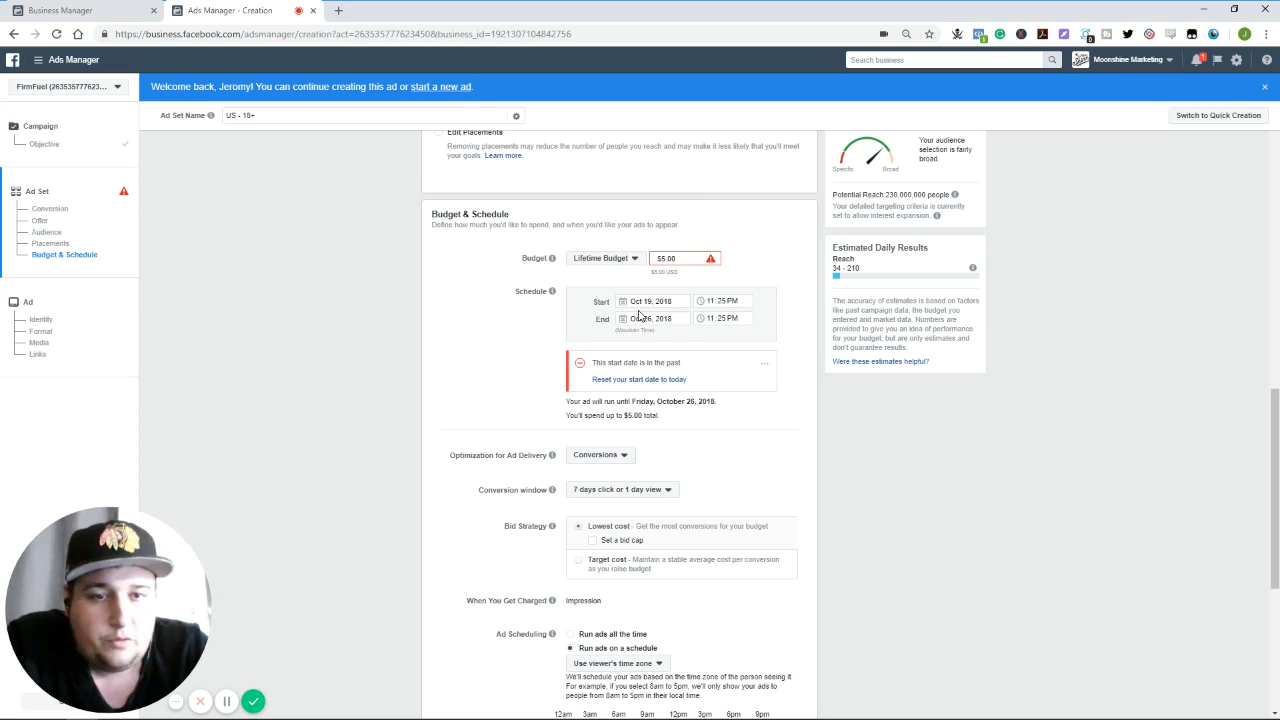 Business Manager
Ads Manager - Creation
https://business.facebook.com/adsmanager/creation?act=263535777623450&business_id=1921307104842756
Ads Manager
Search business
Moonshine Marketing
FirmFuel (263535777623...
Welcome back, Jeromy! You can continue creating this ad or start a new ad.
Ad Set Name
US - 18+
Switch to Quick Creation
Campaign
Objective
Ad Set
Conversion
Offer
Audience
Placements
Budget & Schedule
Ad
Identity
Format
Media
Links
Edit Placements
Removing placements may reduce the number of people you reach and may make it less likely that you'll meet
your goals. Learn more.
Budget & Schedule
Define how much you'd like to spend, and when you'd like your ads to appear.
Budget
Lifetime Budget
$5.00
$5.00 USD
Schedule
Start
Oct 19, 2018
11:25PM
End
Oct 26, 2018
11:25PM
(Mountain Time)
This start date is in the past
Reset your start date to today
Your ad will run until Friday, October 26, 2018.
You'll spend up to $5.00 total.
Optimization for Ad Delivery
Conversions
Conversion window
7 days click or 1 day view
Bid Strategy
Lowest cost - Get the most conversions for your budget
Set a bid cap
Target cost - Maintain a stable average cost per conversion
as you raise budget
When You Get Charged
Impression
Ad Scheduling
Run ads all the time
Run ads on a schedule
Use viewer's time zone
We'll schedule your ads based on the time zone of the person seeing it.
For example, if you select 8am to 5pm, we'll only show your ads to
people from 8am to 5pm in their local time.
12am 3am 6am 9am 12pm 3pm 6pm 9pm
Specific
Broad
Your audience
selection is fairly
broad.
Potential Reach:230,000,000 people
Your detailed targeting criteria is currently
set to allow interest expansion.
Estimated Daily Results
Reach
34 - 210
The accuracy of estimates is based on factors
like past campaign data, the budget you
entered and market data. Numbers are
provided to give you an idea of performance
for your budget, but are only estimates and
don't guarantee results.
Were these estimates helpful?